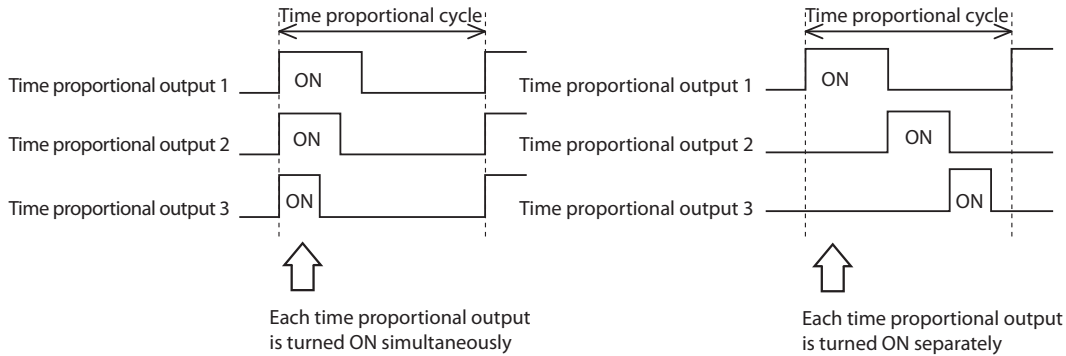 Time proportional cycle
Time proportional output 1
ON
Time proportional output 2
ON
Time proportional output 3
ON
Each time proportional output
is turned ON simultaneously
Time proportional cycle
Time proportional output 1
ON
Time proportional output 2
ON
Time proportional output 3
ON
Each time proportional output
is turned ON separately